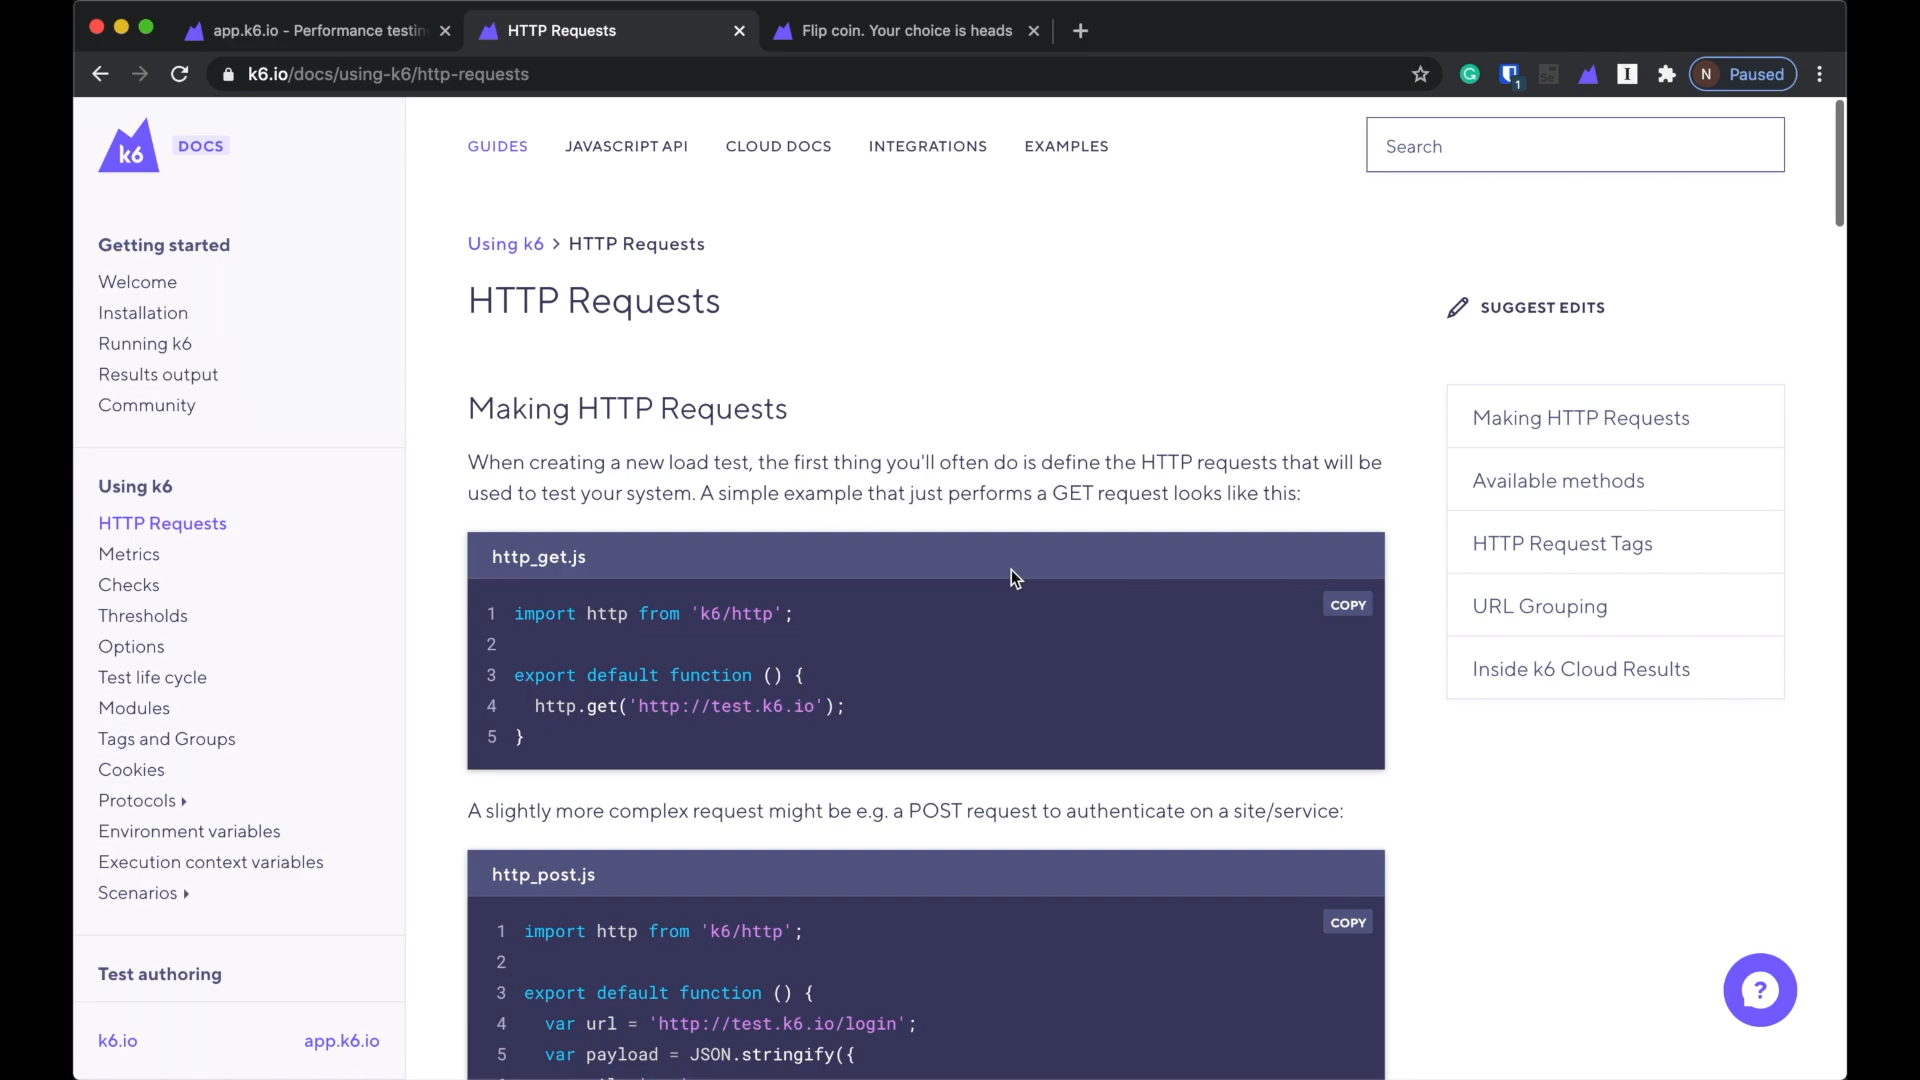 app.k6.io - Performance testin
HTTP Requests
Flip coin. Your choice is heads
k6.io/docs/using-k6/http-requests
1
N Paused
k6 DOCS
GUIDES JAVASCRIPT API CLOUD DOCS INTEGRATIONS EXAMPLES
Search
Getting started
Welcome
Installation
Running k6
Results output
Community
Using k6
HTTP Requests
Metrics
Checks
Thresholds
Options
Test life cycle
Modules
Tags and Groups
Cookies
Protocols
Environment variables
Execution context variables
Scenarios
Test authoring
k6.io app.k6.io
Using k6 > HTTP Requests
HTTP Requests
Making HTTP Requests
When creating a new load test, the first thing you'll often do is define the HTTP requests that will be
used to test your system. A simple example that just performs a GET request looks like this:
http_get.js
COPY
1 import http from 'k6/http';
2
3 export default function () {
4 http.get('http://test.k6.io');
5 }
A slightly more complex request might be e.g. a POST request to authenticate on a site/service:
http_post.js
COPY
1 import http from 'k6/http';
2
3 export default function () {
4 var url = 'http://test.k6.io/login';
5 var payload = JSON.stringify({
SUGGEST EDITS
Making HTTP Requests
Available methods
HTTP Request Tags
URL Grouping
Inside k6 Cloud Results